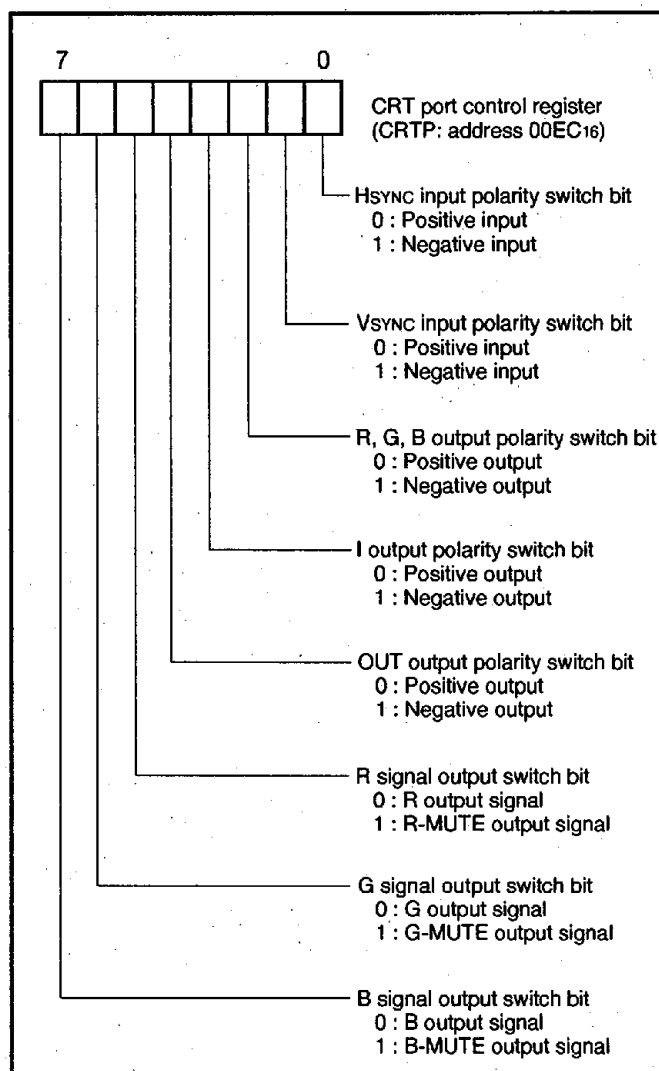 7 0
CRT port control register
(CRTP: address 00EC16)
HSYNC input polarity switch bit
0 : Positive input
1 : Negative input
VSYNC input polarity switch bit
0 : Positive input
1 : Negative input
R, G, B output polarity switch bit
0 : Positive output
1 : Negative output
I output polarity switch bit
0 : Positive output
1 : Negative output
OUT output polarity switch bit
0 : Positive output
1 : Negative output
R signal output switch bit
0 : R output signal
1 : R-MUTE output signal
G signal output switch bit
0 : G output signal
1 : G-MUTE output signal
B signal output switch bit
0 : B output signal
1 : B-MUTE output signal